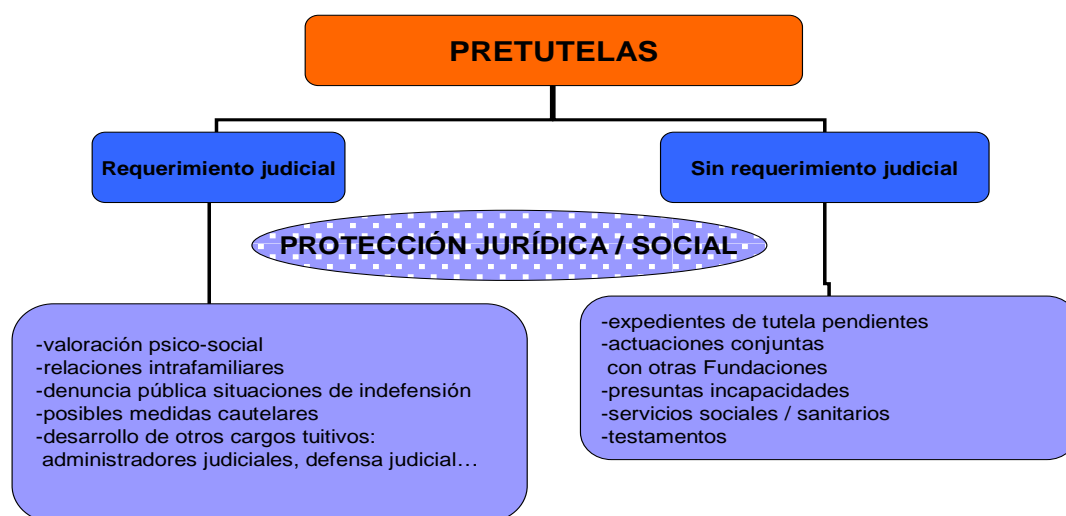 PRETUTELAS
Requerimiento judicial
Sin requerimiento judicial
PROTECCIÓN JURÍDICA / SOCIAL
-valoración psico-social
-relaciones intrafamiliares
-denuncia pública situaciones de indefensión
-posibles medidas cautelares
-desarrollo de otros cargos tuitivos:
administradores judiciales, defensa judicial…
-expedientes de tutela pendientes
-actuaciones conjuntas
con otras Fundaciones
-presuntas incapacidades
-servicios sociales / sanitarios
-testamentos